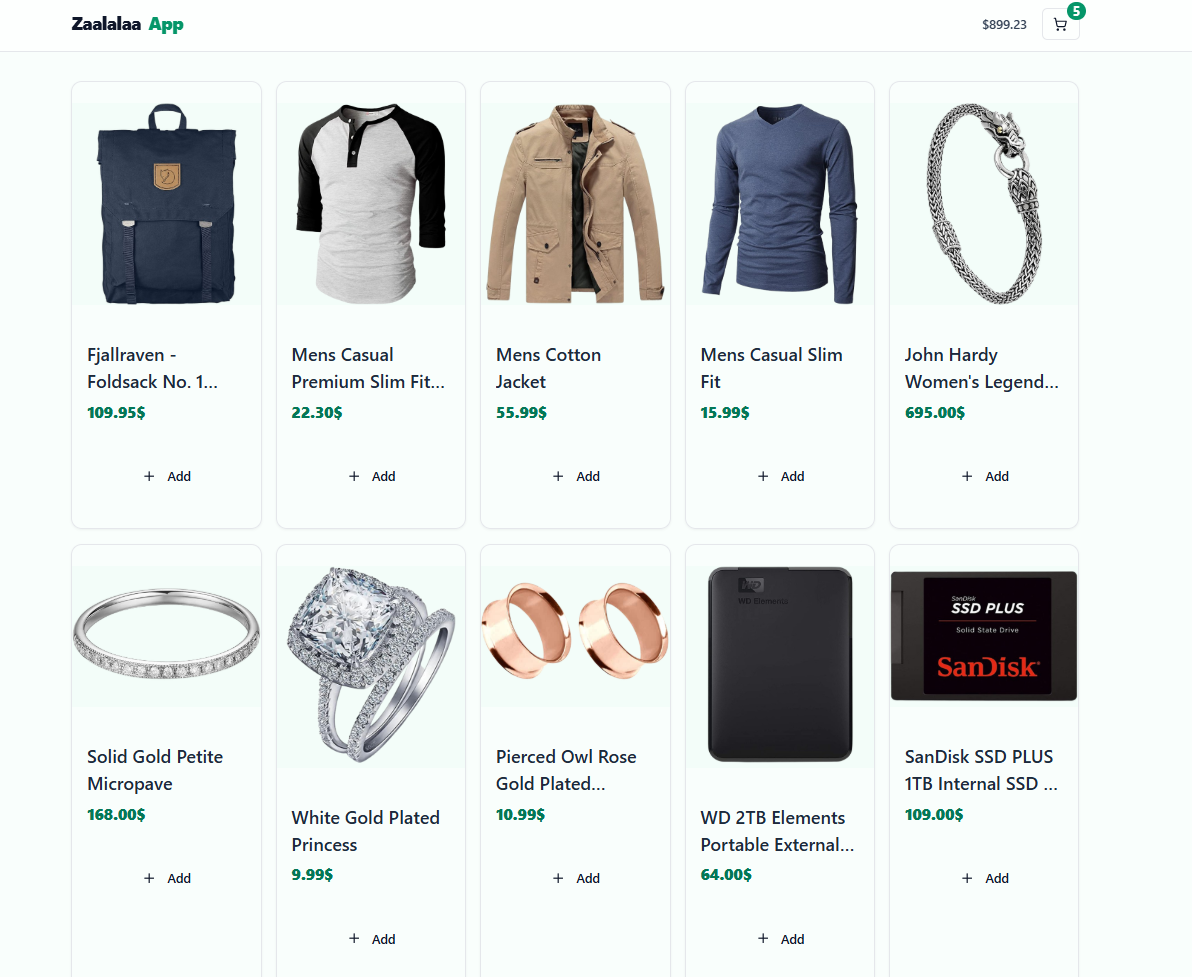 Zaalalaa App
$899.23
5
Fjallraven -
Foldsack No. 1...
109.95$
+ Add
Mens Casual
Premium Slim Fit...
22.30$
+ Add
Mens Cotton
Jacket
55.99$
+ Add
Mens Casual Slim
Fit
15.99$
+ Add
John Hardy
Women's Legend...
695.00$
+ Add
Solid Gold Petite
Micropave
168.00$
+ Add
White Gold Plated
Princess
9.99$
+ Add
Pierced Owl Rose
Gold Plated...
10.99$
+ Add
WD
WD Elements
WD 2TB Elements
Portable External...
64.00$
+ Add
SanDisk
SSD PLUS
Solid State Drive
SanDisk
SanDisk SSD PLUS
1TB Internal SSD ...
109.00$
+ Add